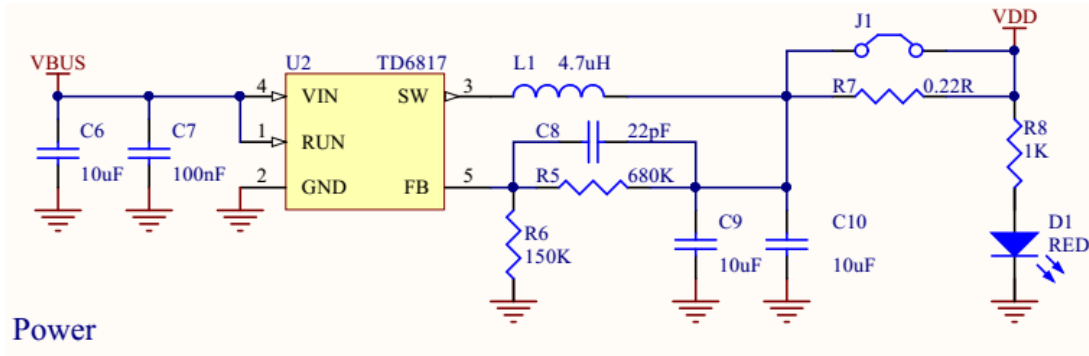 J1
VDD
VBUS
U2
TD6817
L1
4.7uH
4
VIN
SW
3
R7
0.22R
C6
10uF
C7
100nF
1
RUN
C8
22pF
R8
1K
2
GND
FB
5
R5
680K
R6
150K
C9
10uF
C10
10uF
D1
RED
Power